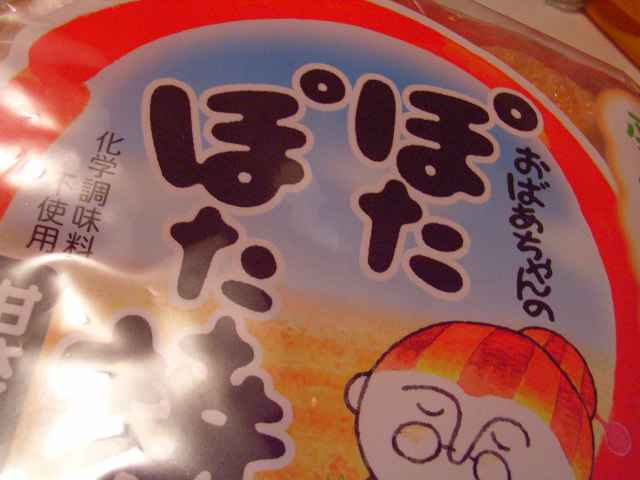 おばあちゃんの
ぽた
ぽた
焼
化学調味料
不使用